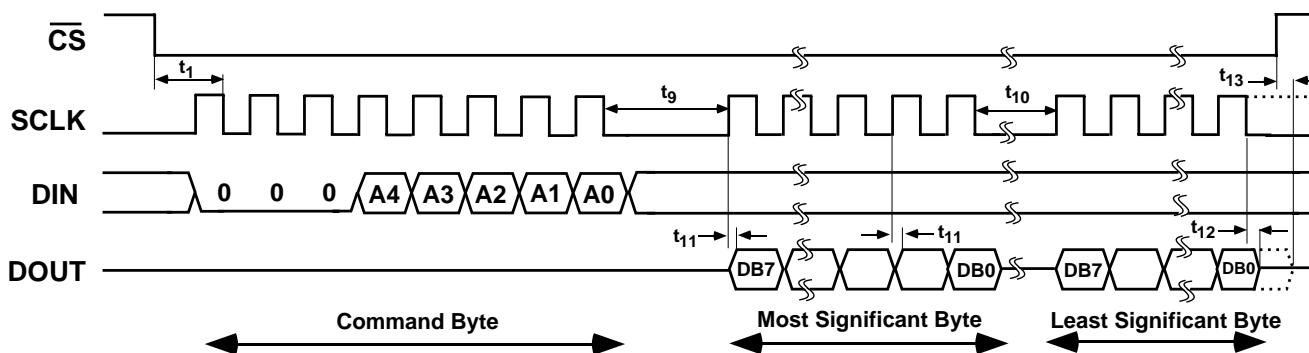 CS
t1
t13
SCLK
t9
t10
DIN
0 0 0 A4 A3 A2 A1 A0
t11
t11
t12
DOUT
DB7
DB0
DB7
DB0
Command Byte
Most Significant Byte
Least Significant Byte